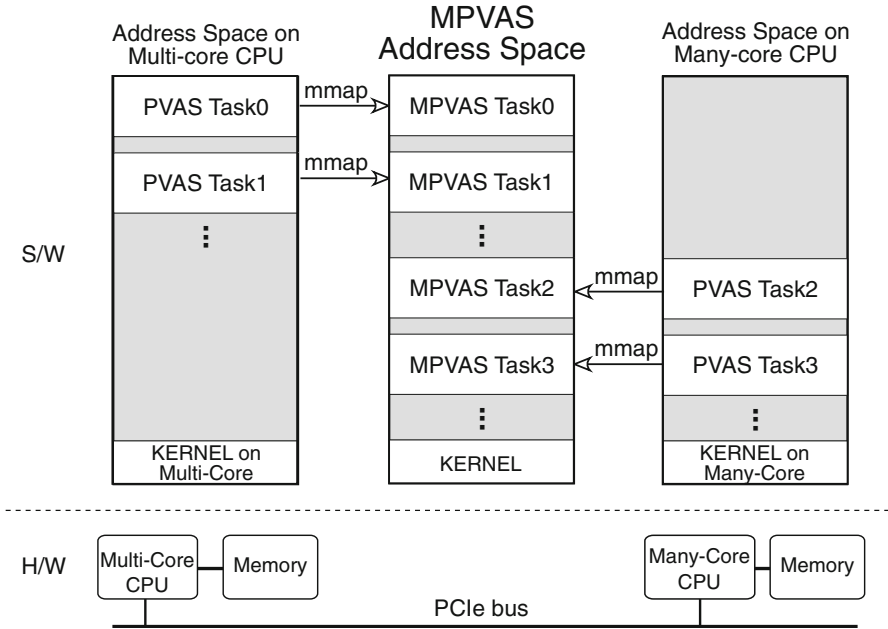 Address Space on
Multi-core CPU
MPVAS
Address Space
Address Space on
Many-core CPU
PVAS Task0
mmap
MPVAS Task0
PVAS Task1
mmap
MPVAS Task1
S/W
MPVAS Task2
mmap
PVAS Task2
MPVAS Task3
mmap
PVAS Task3
KERNEL on
Multi-Core
KERNEL
KERNEL on
Many-Core
H/W
Multi-Core
CPU
Memory
Many-Core
CPU
Memory
PCIe bus